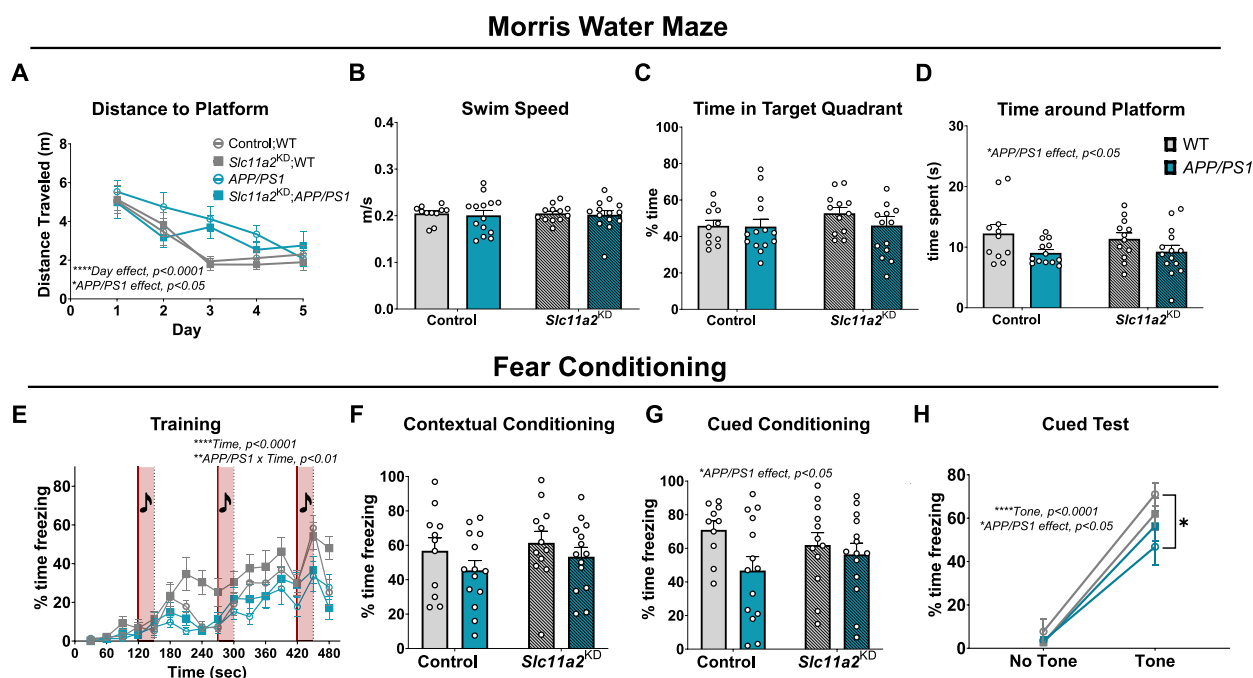 Morris Water Maze
A
Distance to Platform
Distance Traveled (m)
8
6
4
2
0
Control;WT
Slc11a2KD;WT
APP/PS1
Slc11a2KD;APP/PS1
****Day effect, p<0.0001
*APP/PS1 effect, p<0.05
0 1 2 3 4 5
Day
B
Swim Speed
m/s
0.4
0.3
0.2
0.1
0.0
Control Slc11a2KD
C
Time in Target Quadrant
% time
100
80
60
40
20
0
Control Slc11a2KD
D
Time around Platform
time spent (s)
30
20
10
0
*APP/PS1 effect, p<0.05
WT
APP/PS1
Control Slc11a2KD
Fear Conditioning
E
Training
****Time, p<0.0001
**APP/PS1 x Time, p<0.01
% time freezing
80
60
40
20
0
0 60 120 180 240 300 360 420 480
Time (sec)
F
Contextual Conditioning
% time freezing
100
80
60
40
20
0
Control Slc11a2KD
G
Cued Conditioning
*APP/PS1 effect, p<0.05
% time freezing
100
80
60
40
20
0
Control Slc11a2KD
H
Cued Test
% time freezing
80
60
40
20
0
****Tone, p<0.0001
*APP/PS1 effect, p<0.05
*
No Tone Tone